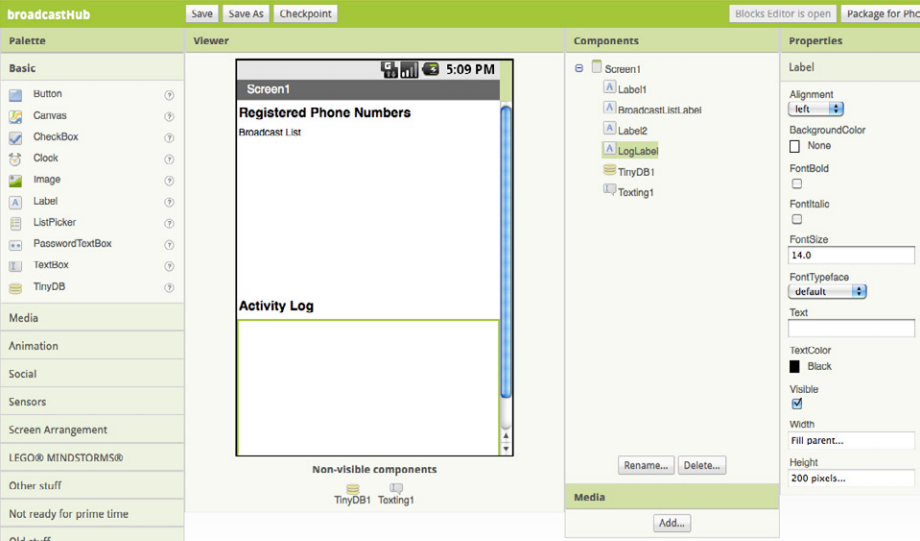 broadcastHub
Save
Save As
Checkpoint
Blocks Editor is open
Package for Pho
Palette
Basic
Button
Canvas
CheckBox
Clock
Image
Label
ListPicker
PasswordTextBox
TextBox
TinyDB
Media
Animation
Social
Sensors
Screen Arrangement
LEGO® MINDSTORMS®
Other stuff
Not ready for prime time
Old stuff
Viewer
5:09 PM
Screen1
Registered Phone Numbers
Broadcast List
Activity Log
Non-visible components
TinyDB1
Texting1
Components
Screen1
Label1
BroadcastListLabel
Label2
LogLabel
TinyDB1
Texting1
Rename...
Delete...
Media
Add...
Properties
Label
Alignment
left
BackgroundColor
None
FontBold
FontItalic
FontSize
14.0
FontTypeface
default
Text
TextColor
Black
Visible
Width
Fill parent...
Height
200 pixels...